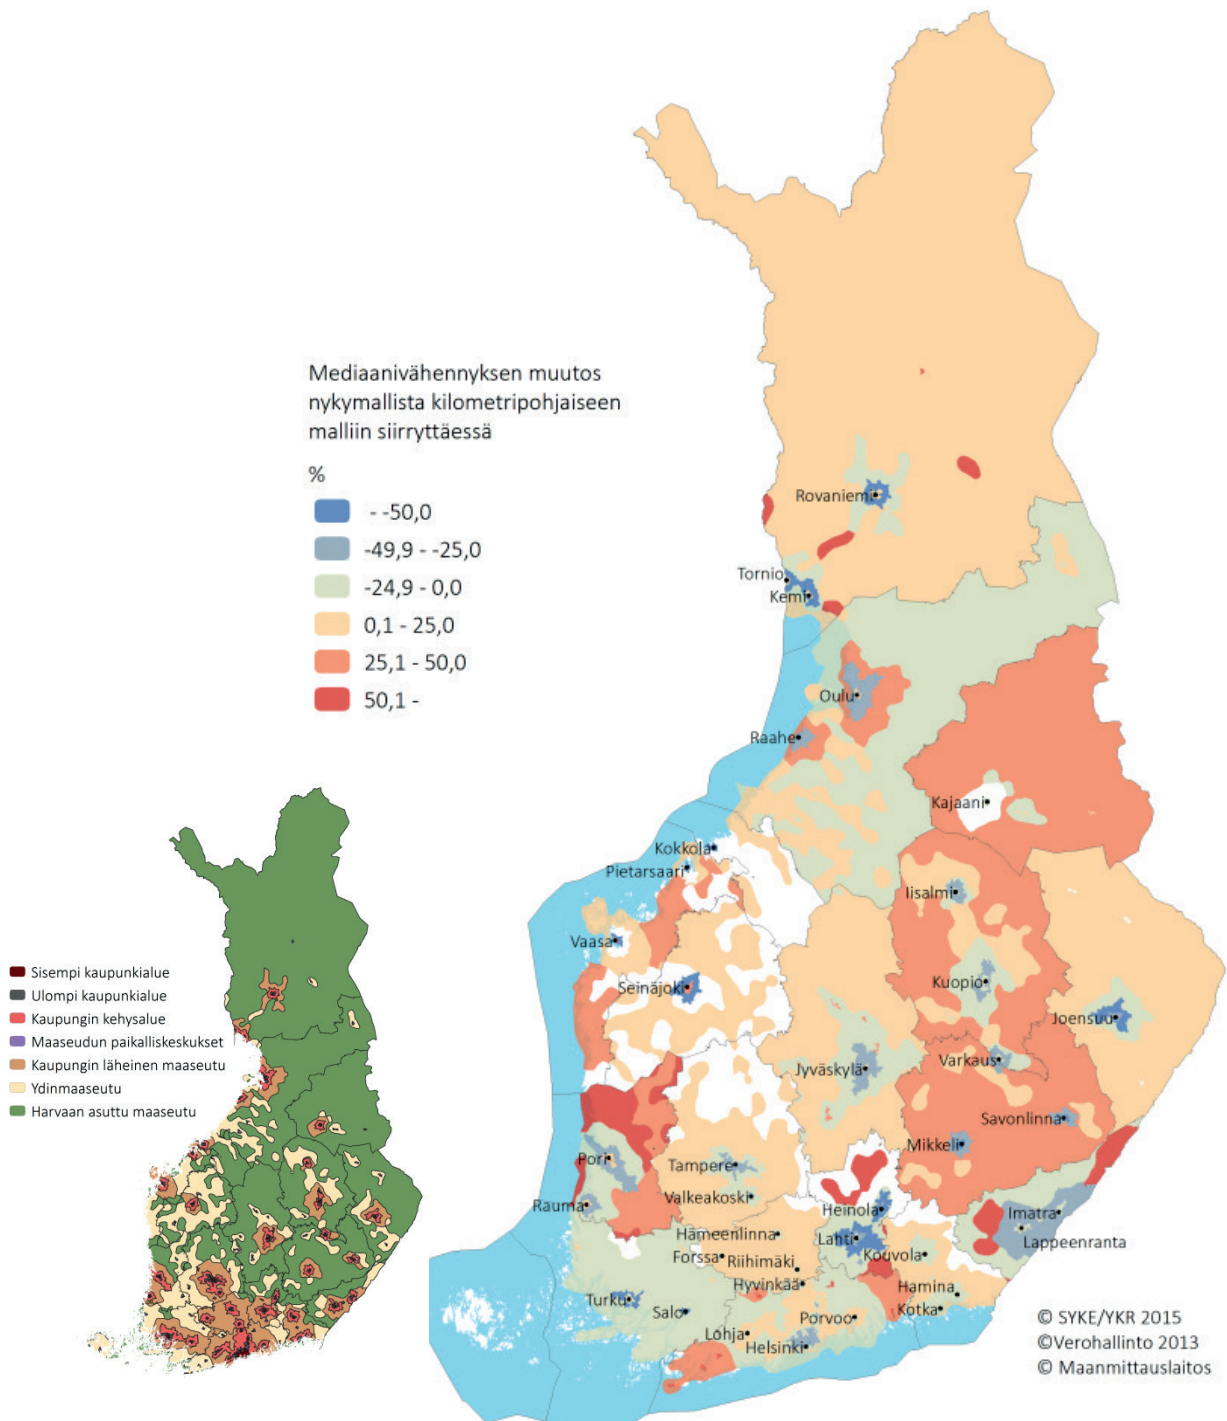 Mediaanivähennyksen muutos
nykymallista kilometripohjaiseen
malliin siirryttäessä
%
- -50,0
-49,9 - -25,0
-24,9 - 0,0
0,1 - 25,0
25,1 - 50,0
50,1 -
Rovaniemi
Tornio
Kemi
Oulu
Raahe
Kajaani
Kokkola
Pietarsaari
Iisalmi
Vaasa
Seinäjoki
Kuopio
Joensuu
Jyväskylä
Varkaus
Savonlinna
Mikkeli
Pori
Tampere
Valkeakoski
Rauma
Heinola
Imatra
Hämeenlinna
Lahti
Lappeenranta
Forssa
Riihimäki
Kouvola
Hyvinkää
Hamina
Turku
Salo
Porvoo
Kotka
Lohja
Helsinki
Sisempi kaupunkialue
Ulompi kaupunkialue
Kaupungin kehysalue
Maaseudun paikalliskeskukset
Kaupungin läheinen maaseutu
Ydinmaaseutu
Harvaan asuttu maaseutu
© SYKE/YKR 2015
©Verohallinto 2013
© Maanmittauslaitos